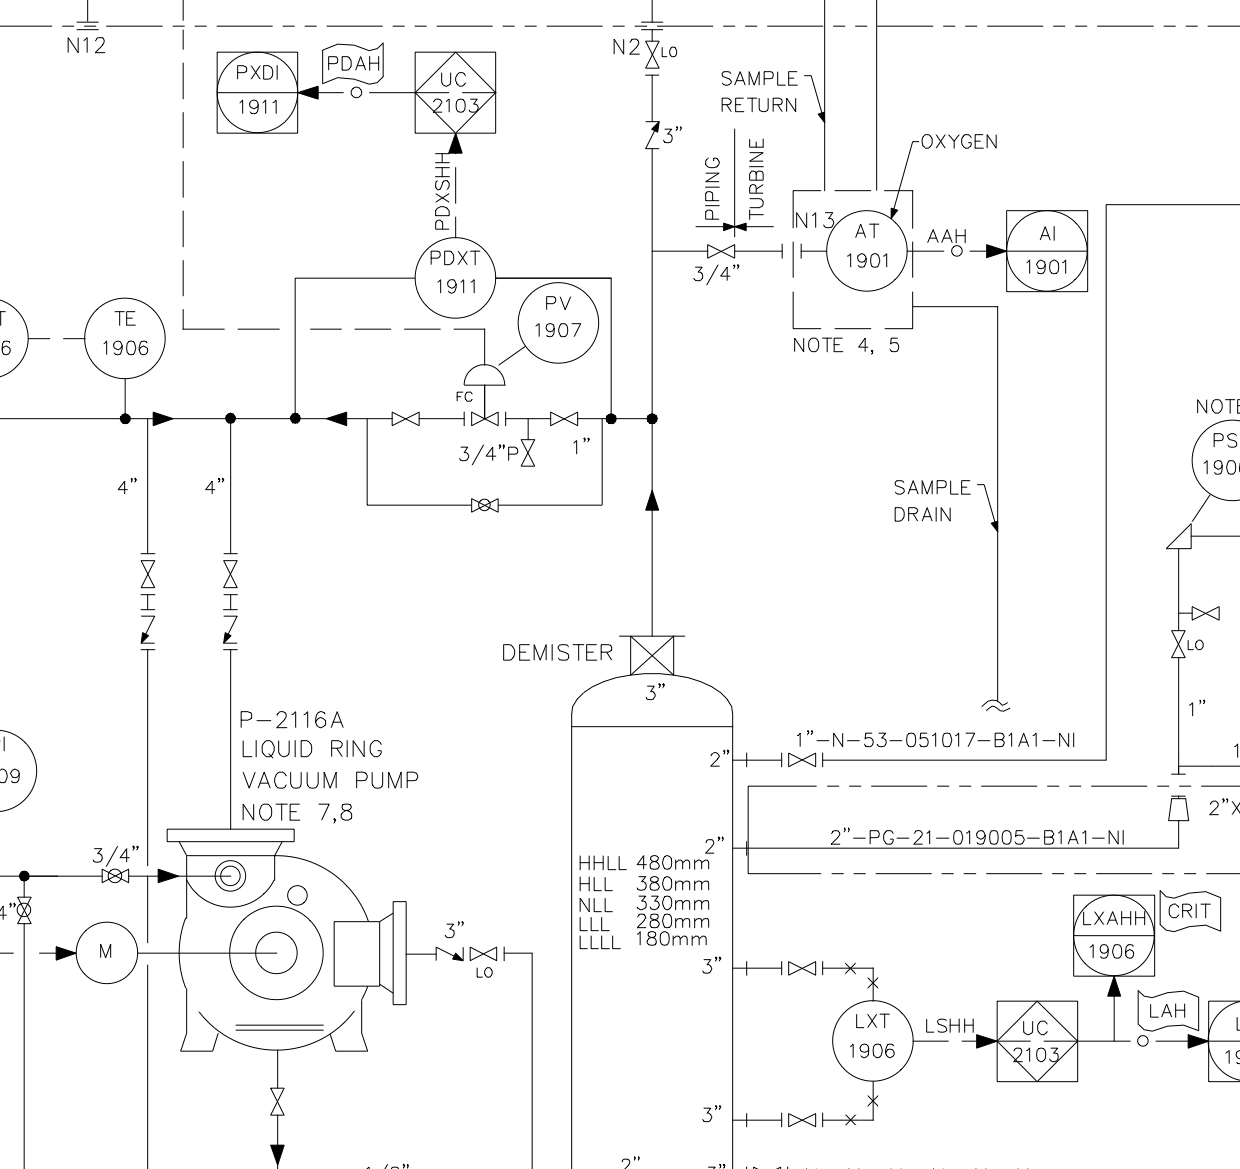 N12
N2
LO
PXDI
1911
PDAH
UC
2103
SAMPLE
RETURN
3"
PDXSHH
PIPING
TURBINE
OXYGEN
N13
AT
1901
AAH
AI
1901
3/4"
PDXT
1911
PV
1907
TE
1906
T
6
NOTE 4, 5
FC
3/4"P
1"
NOTE
PS
190
4"
4"
SAMPLE
DRAIN
LO
DEMISTER
3"
1"
P-2116A
LIQUID RING
VACUUM PUMP
NOTE 7,8
I
09
2"
1"-N-53-051017-B1A1-NI
1
2"X
2"
2"-PG-21-019005-B1A1-NI
3/4"
HHLL 480mm
HLL 380mm
NLL 330mm
LLL 280mm
LLLL 180mm
4"
M
3"
LO
LXAHH
1906
CRIT
3"
LXT
1906
LSHH
UC
2103
LAH
L
19
3"
2"
3"